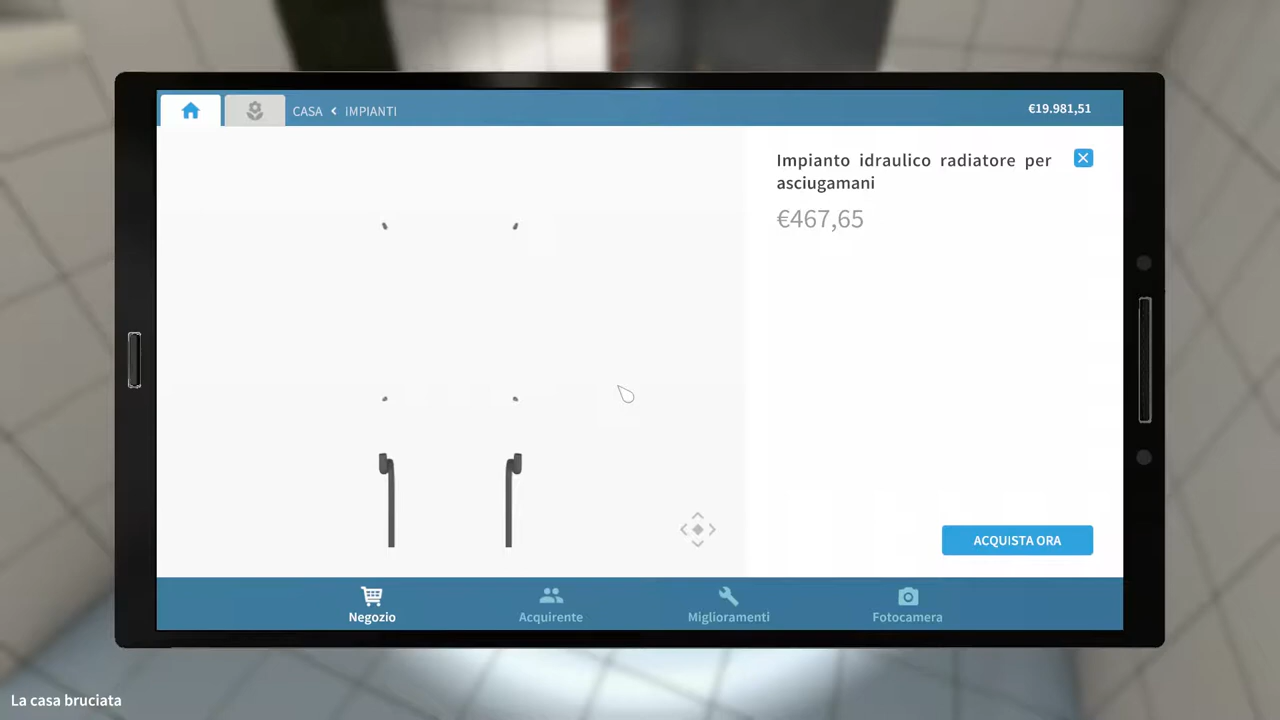 CASA < IMPIANTI
€19.981,51
Impianto idraulico radiatore per
asciugamani
€467,65
ACQUISTA ORA
Negozio
Acquirente
Miglioramenti
Fotocamera
La casa bruciata